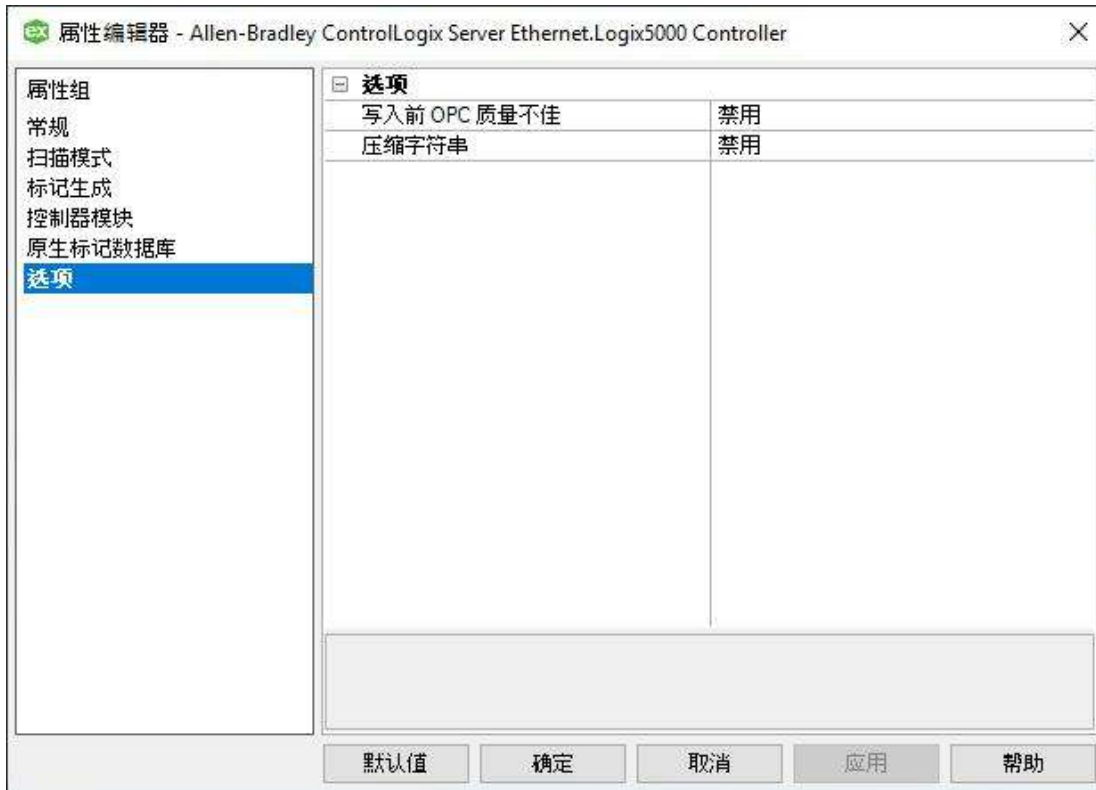 属性编辑器 - Allen-Bradley ControlLogix Server Ethernet.Logix5000 Controller
属性组
常规
扫描模式
标记生成
控制器模块
原生标记数据库
选项
选项
写入前 OPC 质量不佳 禁用
压缩字符串 禁用
默认值 确定 取消 应用 帮助